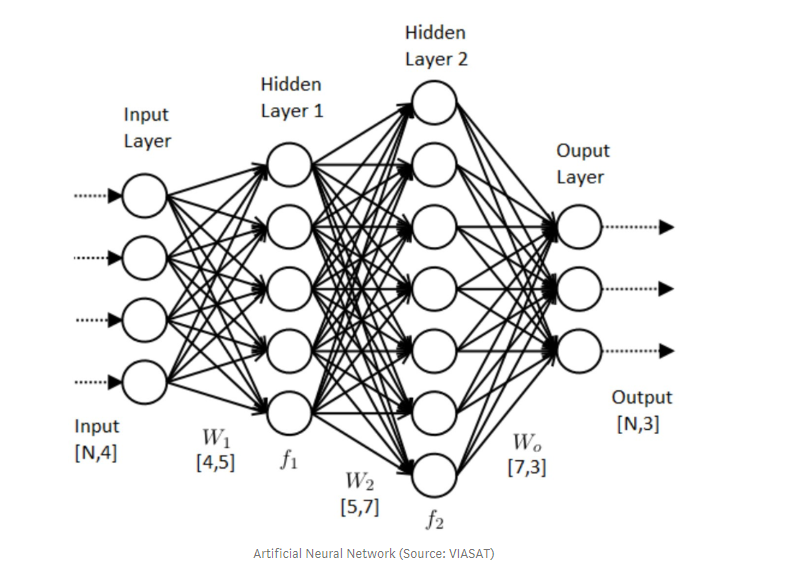 Hidden
Layer 2
Hidden
Layer 1
Input
Layer
Ouput
Layer
Input
[N,4]
W₁
[4,5]
f₁
W₂
[5,7]
f₂
Wₒ
[7,3]
Output
[N,3]
Artificial Neural Network (Source: VIASAT)